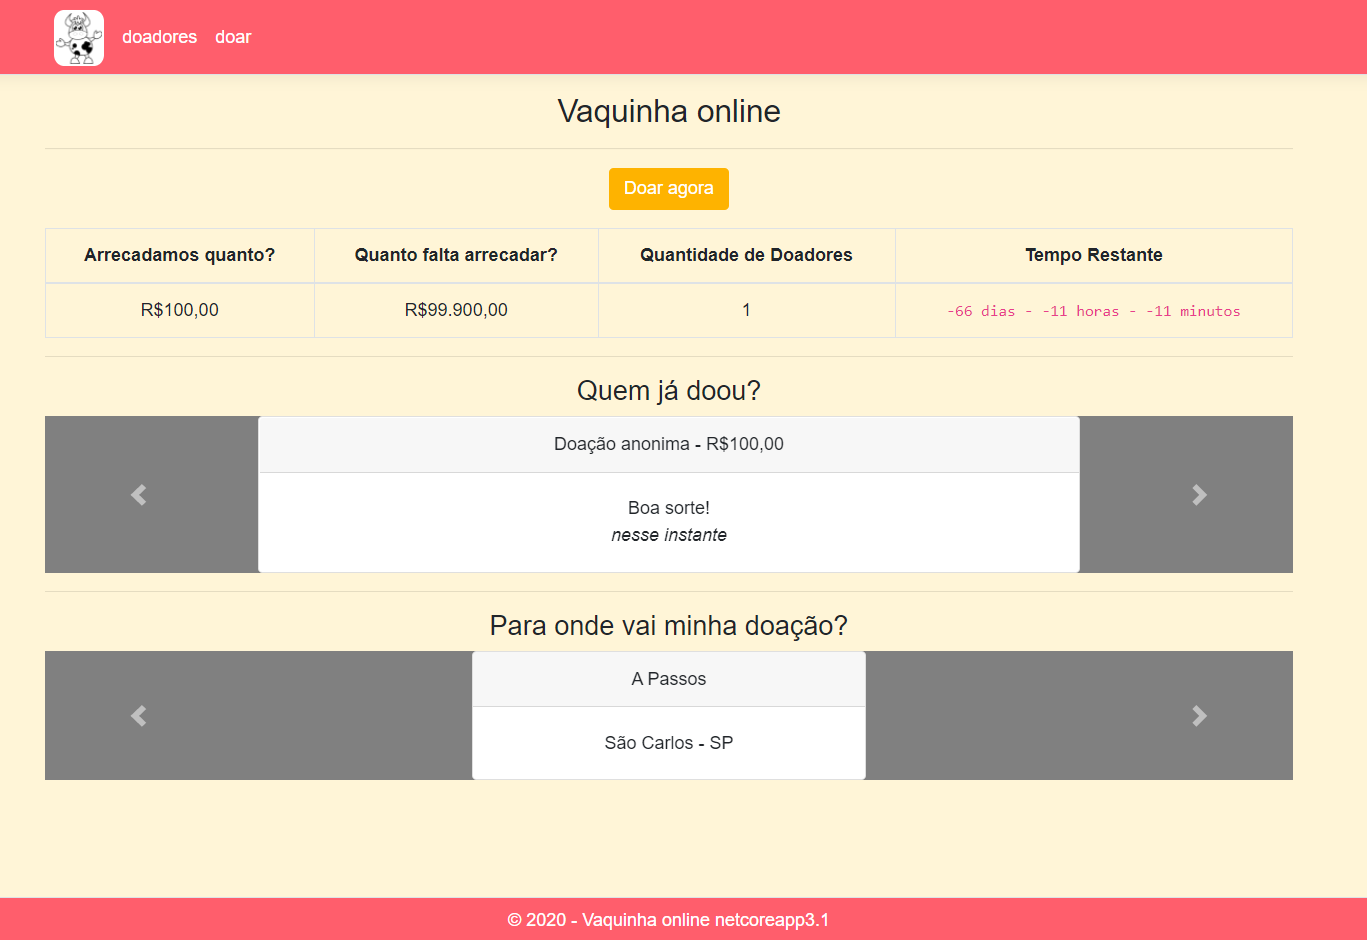 doadores doar
Vaquinha online
Doar agora
Arrecadamos quanto? Quanto falta arrecadar? Quantidade de Doadores Tempo Restante
R$100,00 R$99.900,00 1 -66 dias - -11 horas - -11 minutos
Quem já doou?
Doação anonima - R$100,00
Boa sorte!
nesse instante
Para onde vai minha doação?
A Passos
São Carlos - SP
© 2020 - Vaquinha online netcoreapp3.1